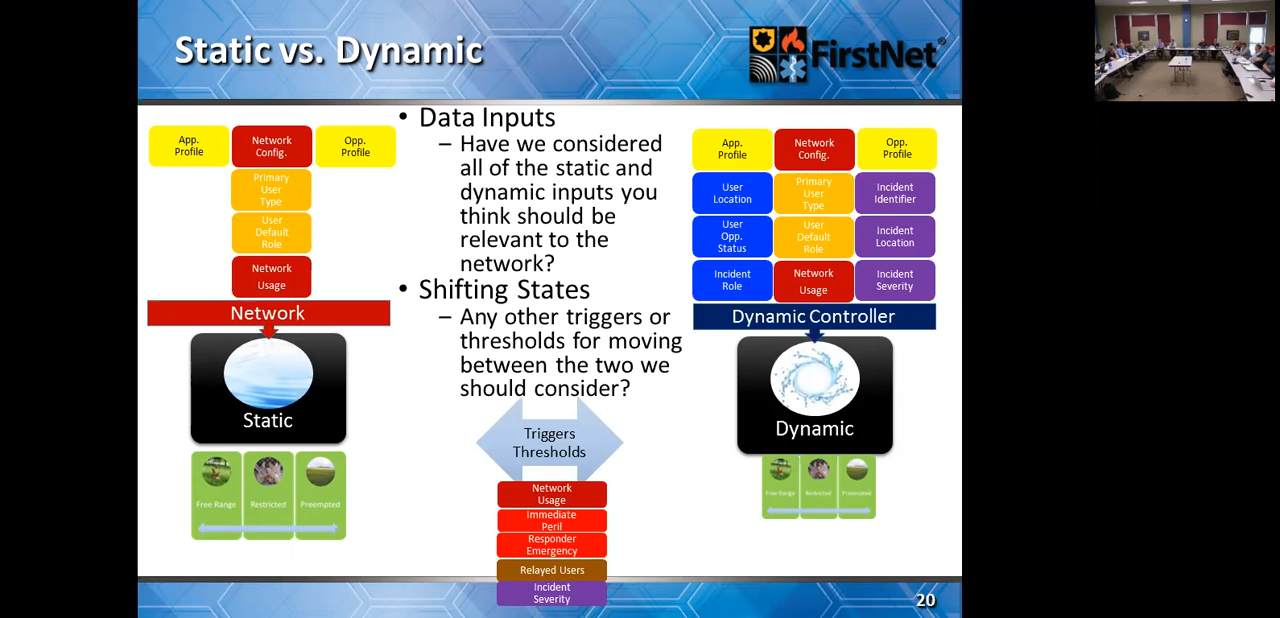 Static vs. Dynamic
FirstNet®
App.
Profile
Network
Config.
Opp.
Profile
Primary
User
Type
User
Default
Role
Network
Usage
Network
Static
Free Range
Restricted
Preempted
• Data Inputs
– Have we considered
all of the static and
dynamic inputs you
think should be
relevant to the
network?
• Shifting States
– Any other triggers or
thresholds for moving
between the two we
should consider?
Triggers
Thresholds
Network
Usage
Immediate
Peril
Responder
Emergency
Relayed Users
Incident
Severity
App.
Profile
Network
Config.
Opp.
Profile
User
Location
Primary
User
Type
Incident
Identifier
User
Opp.
Status
User
Default
Role
Incident
Location
Incident
Role
Network
Usage
Incident
Severity
Dynamic Controller
Dynamic
Free Range
Restricted
Preempted
20